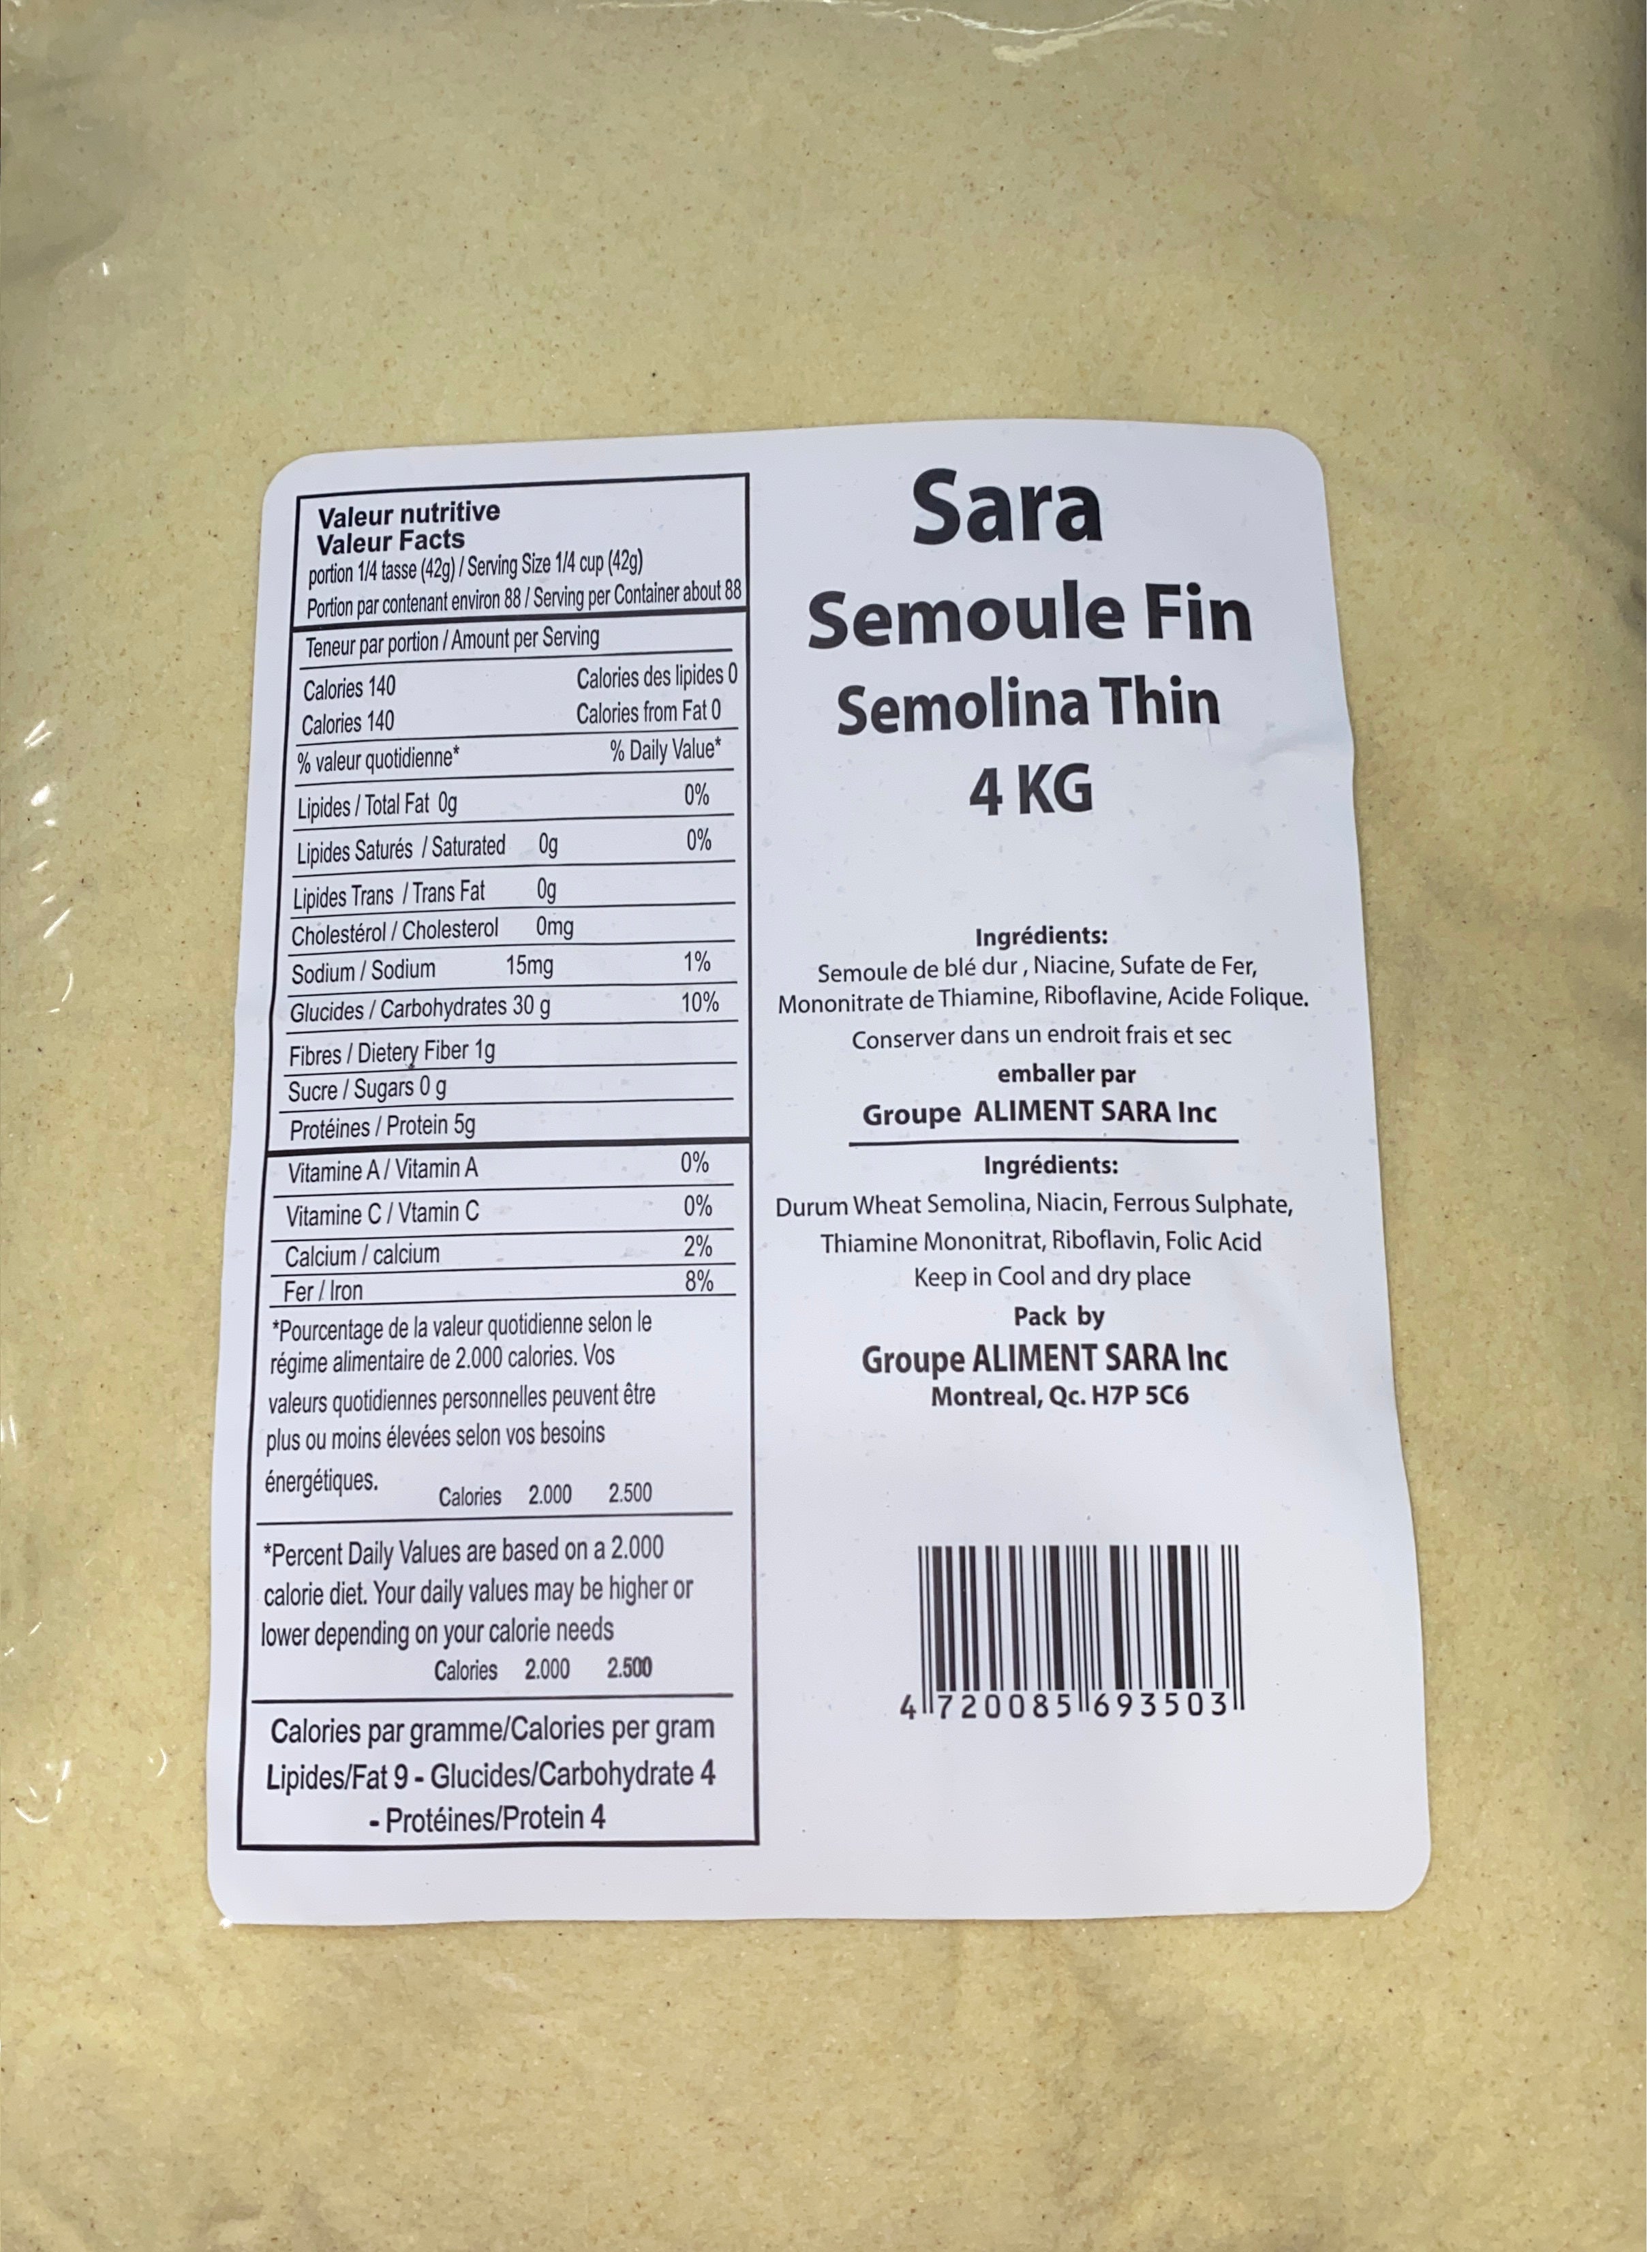 Valeur nutritive
Valeur Facts
portion 1/4 tasse (42g) / Serving Size 1/4 cup (42g)
Portion par contenant environ 88 / Serving per Container about 88
Teneur par portion / Amount per Serving
Calories 140 Calories des lipides 0
Calories 140 Calories from Fat 0
% valeur quotidienne* % Daily Value*
Lipides / Total Fat 0g 0%
Lipides Saturés / Saturated 0g 0%
Lipides Trans / Trans Fat 0g
Choléstérol / Cholesterol 0mg
Sodium / Sodium 15mg 1%
Glucides / Carbohydrates 30 g 10%
Fibres / Dietery Fiber 1g
Sucre / Sugars 0 g
Protéines / Protein 5g
Vitamine A / Vitamin A 0%
Vitamine C / Vtamin C 0%
Calcium / calcium 2%
Fer / Iron 8%
*Pourcentage de la valeur quotidienne selon le
régime alimentaire de 2.000 calories. Vos
valeurs quotidiennes personnelles peuvent être
plus ou moins élevées selon vos besoins
énergétiques.
Calories 2.000 2.500
*Percent Daily Values are based on a 2.000
calorie diet. Your daily values may be higher or
lower depending on your calorie needs
Calories 2.000 2.500
Calories par gramme/Calories per gram
Lipides/Fat 9 - Glucides/Carbohydrate 4
- Protéines/Protein 4
Sara
Semoule Fin
Semolina Thin
4 KG
Ingrédients:
Semoule de blé dur , Niacine, Sufate de Fer,
Mononitrate de Thiamine, Riboflavine, Acide Folique.
Conserver dans un endroit frais et sec
emballer par
Groupe ALIMENT SARA Inc
Ingrédients:
Durum Wheat Semolina, Niacin, Ferrous Sulphate,
Thiamine Mononitrat, Riboflavin, Folic Acid
Keep in Cool and dry place
Pack by
Groupe ALIMENT SARA Inc
Montreal, Qc. H7P 5C6
4 720085 693503